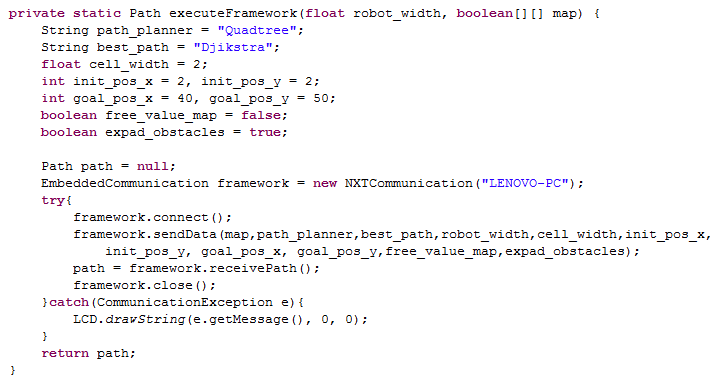 private static Path executeFramework(float robot_width, boolean[][] map) {
    String path_planner = "Quadtree";
    String best_path = "Djikstra";
    float cell_width = 2;
    int init_pos_x = 2, init_pos_y = 2;
    int goal_pos_x = 40, goal_pos_y = 50;
    boolean free_value_map = false;
    boolean expad_obstacles = true;

    Path path = null;
    EmbeddedCommunication framework = new NXTCommunication("LENOVO-PC");
    try{
        framework.connect();
        framework.sendData(map,path_planner,best_path,robot_width,cell_width,init_pos_x,
            init_pos_y, goal_pos_x, goal_pos_y,free_value_map,expad_obstacles);
        path = framework.receivePath();
        framework.close();
    }catch(CommunicationException e){
        LCD.drawString(e.getMessage(), 0, 0);
    }
    return path;
}